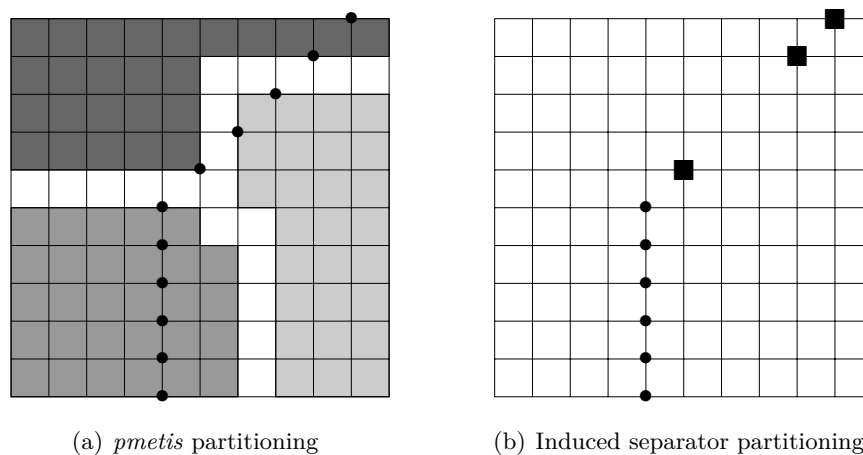 (a) pmetis partitioning
(b) Induced separator partitioning